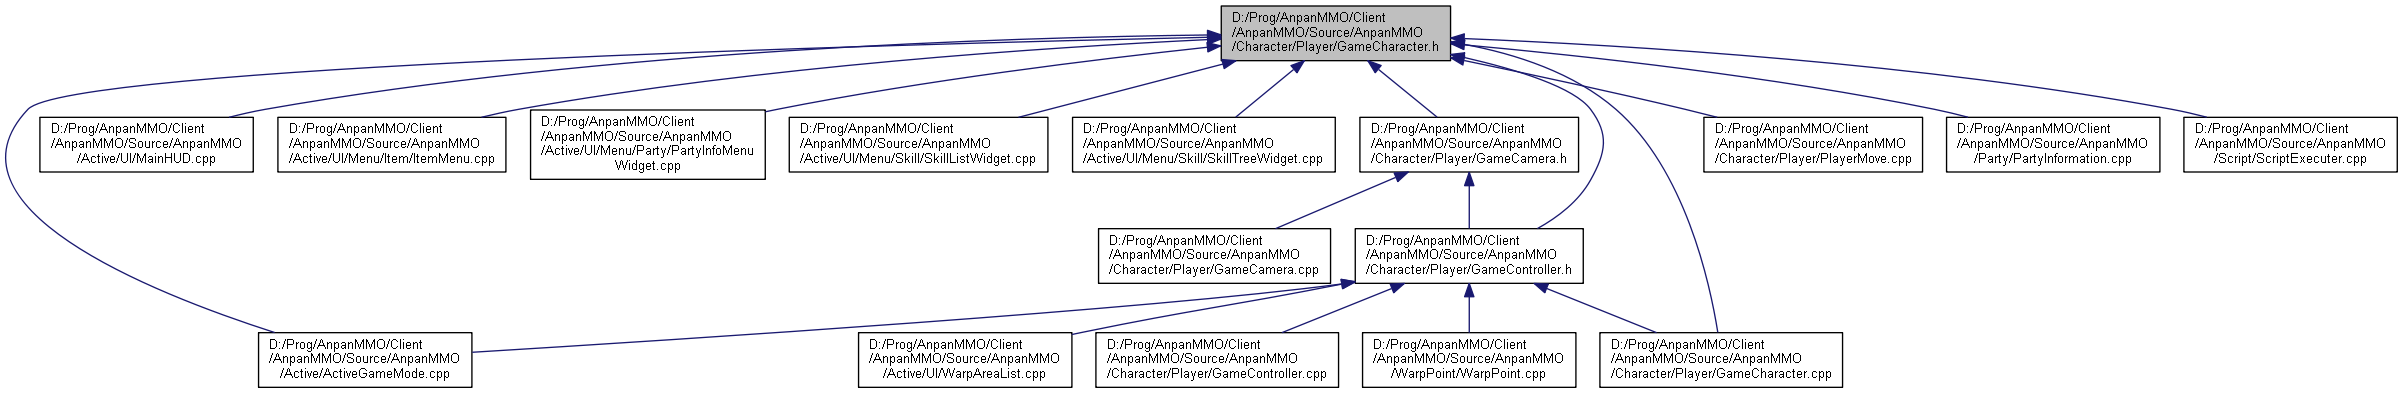 D:/Prog/AnpanMMO/Client
/AnpanMMO/Source/AnpanMMO
/Character/Player/GameCharacter.h
D:/Prog/AnpanMMO/Client
/AnpanMMO/Source/AnpanMMO
/Active/UI/MainHUD.cpp
D:/Prog/AnpanMMO/Client
/AnpanMMO/Source/AnpanMMO
/Active/UI/Menu/Item/ItemMenu.cpp
D:/Prog/AnpanMMO/Client
/AnpanMMO/Source/AnpanMMO
/Active/UI/Menu/Party/PartyInfoMenu
Widget.cpp
D:/Prog/AnpanMMO/Client
/AnpanMMO/Source/AnpanMMO
/Active/UI/Menu/Skill/SkillListWidget.cpp
D:/Prog/AnpanMMO/Client
/AnpanMMO/Source/AnpanMMO
/Active/UI/Menu/Skill/SkillTreeWidget.cpp
D:/Prog/AnpanMMO/Client
/AnpanMMO/Source/AnpanMMO
/Character/Player/GameCamera.h
D:/Prog/AnpanMMO/Client
/AnpanMMO/Source/AnpanMMO
/Character/Player/PlayerMove.cpp
D:/Prog/AnpanMMO/Client
/AnpanMMO/Source/AnpanMMO
/Party/PartyInformation.cpp
D:/Prog/AnpanMMO/Client
/AnpanMMO/Source/AnpanMMO
/Script/ScriptExecuter.cpp
D:/Prog/AnpanMMO/Client
/AnpanMMO/Source/AnpanMMO
/Character/Player/GameCamera.cpp
D:/Prog/AnpanMMO/Client
/AnpanMMO/Source/AnpanMMO
/Character/Player/GameController.h
D:/Prog/AnpanMMO/Client
/AnpanMMO/Source/AnpanMMO
/Active/ActiveGameMode.cpp
D:/Prog/AnpanMMO/Client
/AnpanMMO/Source/AnpanMMO
/Active/UI/WarpAreaList.cpp
D:/Prog/AnpanMMO/Client
/AnpanMMO/Source/AnpanMMO
/Character/Player/GameController.cpp
D:/Prog/AnpanMMO/Client
/AnpanMMO/Source/AnpanMMO
/WarpPoint/WarpPoint.cpp
D:/Prog/AnpanMMO/Client
/AnpanMMO/Source/AnpanMMO
/Character/Player/GameCharacter.cpp